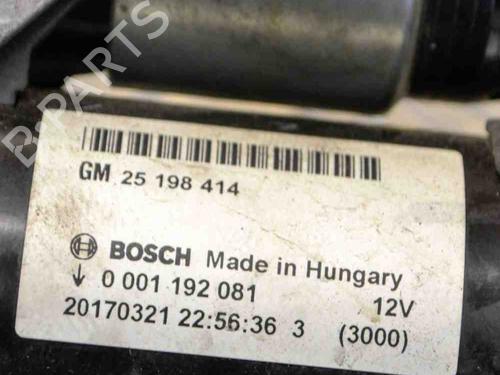 B-PARTS
GM 25 198 414
BOSCH Made in Hungary
↓ 0 001 192 081 12V
20170321 22:56:36 3 (3000)